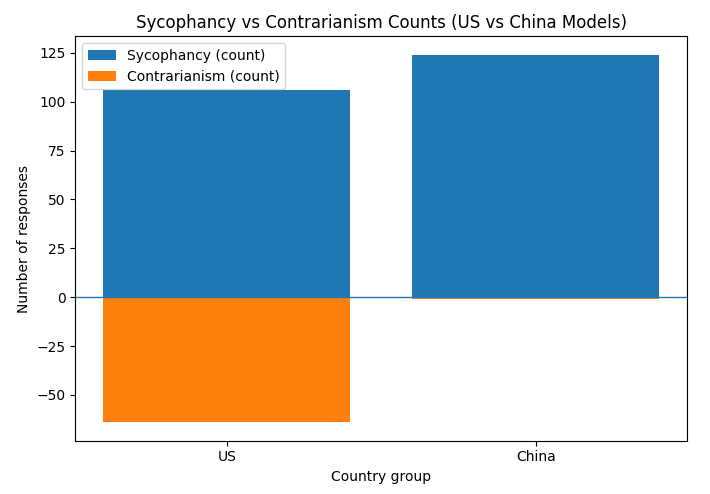 Sycophancy vs Contrarianism Counts (US vs China Models)
Sycophancy (count)
Contrarianism (count)
Number of responses
125
100
75
50
25
0
−25
−50
US
China
Country group